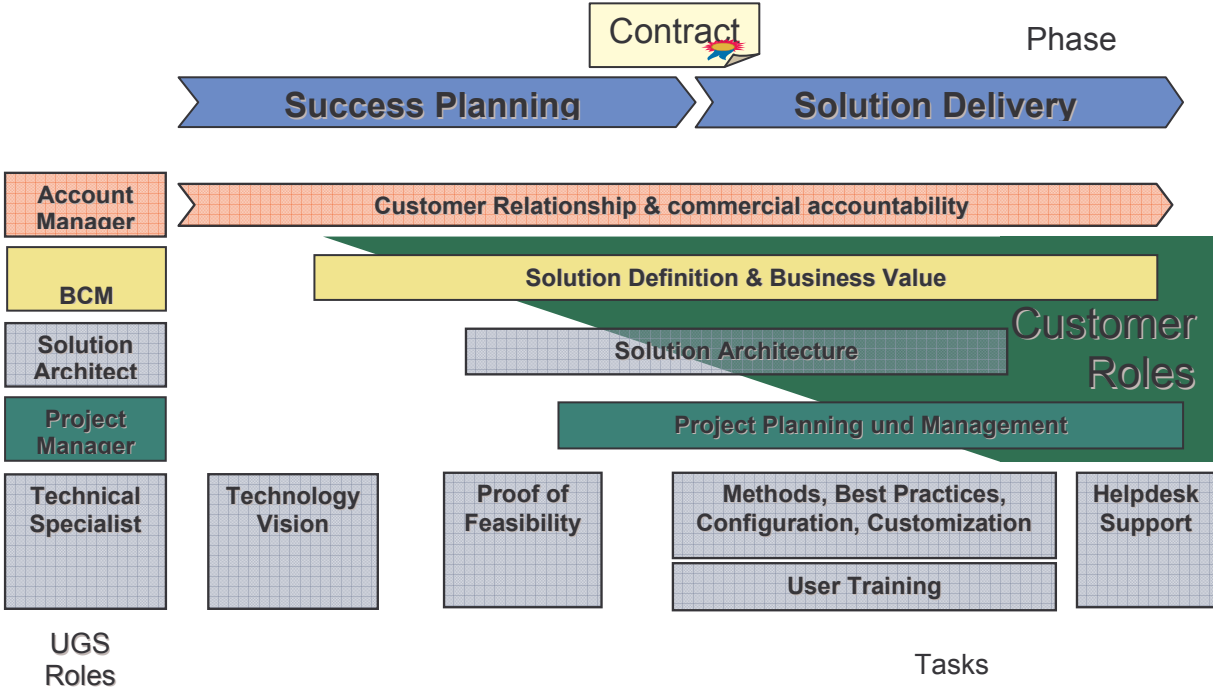 Contract
Phase
Success Planning
Solution Delivery
Account
Manager
Customer Relationship & commercial accountability
BCM
Solution Definition & Business Value
Customer
Roles
Solution
Architect
Solution Architecture
Project
Manager
Project Planning und Management
Technical
Specialist
Technology
Vision
Proof of
Feasibility
Methods, Best Practices,
Configuration, Customization
User Training
Helpdesk
Support
UGS
Roles
Tasks